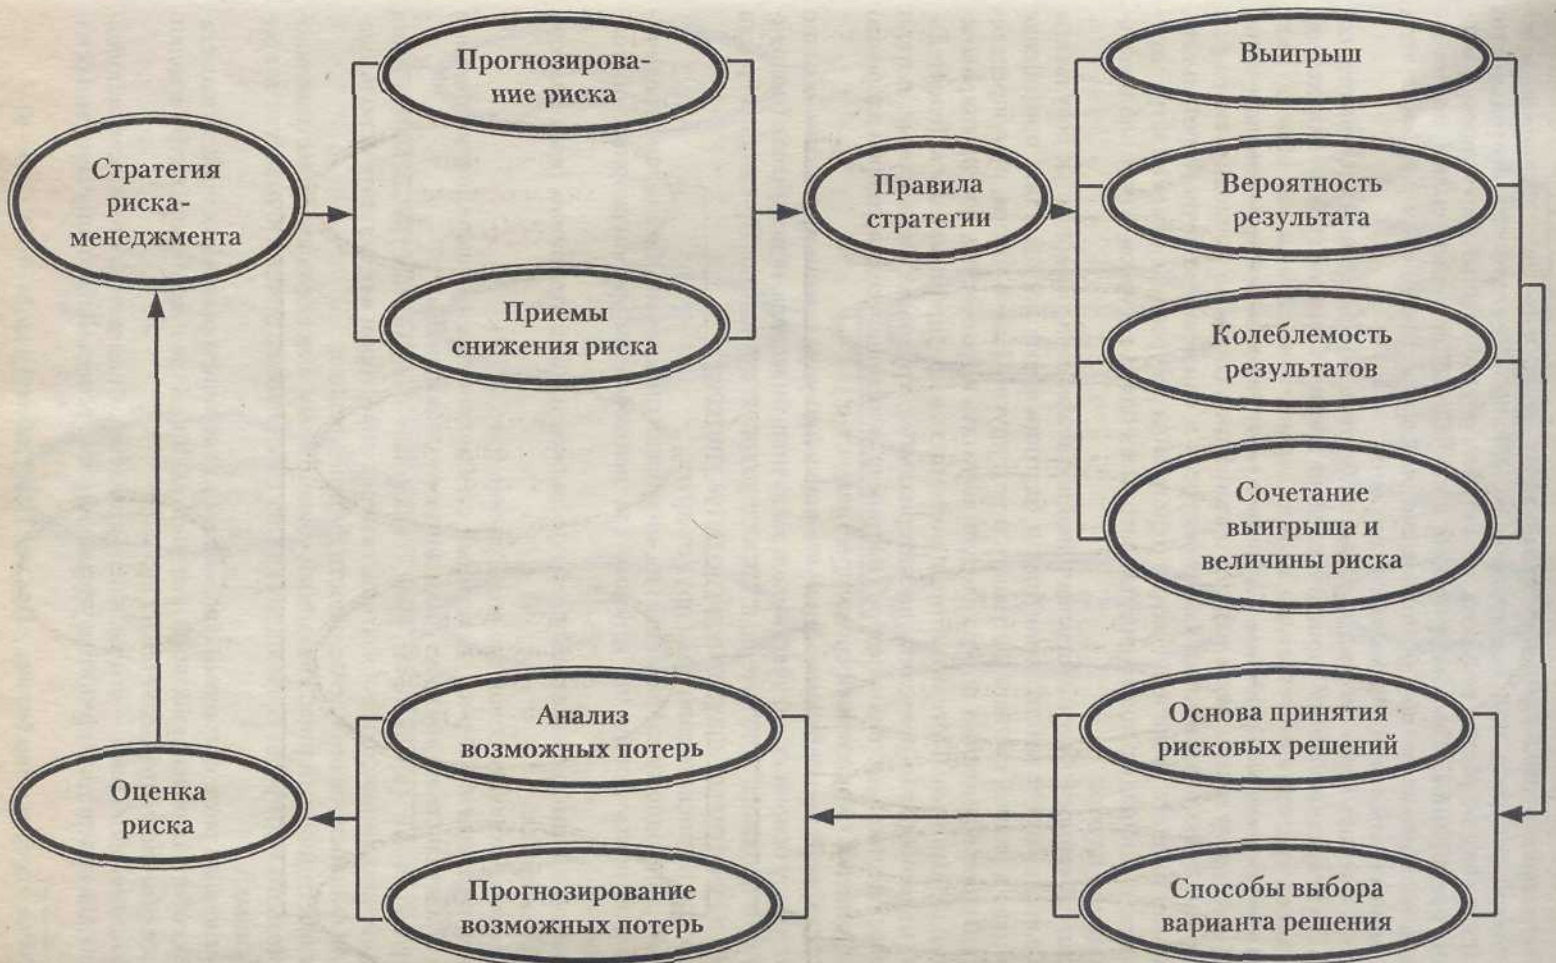 Стратегия
риска-
менеджмента
Прогнозирова-
ние риска
Приемы
снижения риска
Правила
стратегии
Выигрыш
Вероятность
результата
Колеблемость
результатов
Сочетание
выигрыша и
величины риска
Основа принятия
рисковых решений
Способы выбора
варианта решения
Анализ
возможных потерь
Прогнозирование
возможных потерь
Оценка
риска